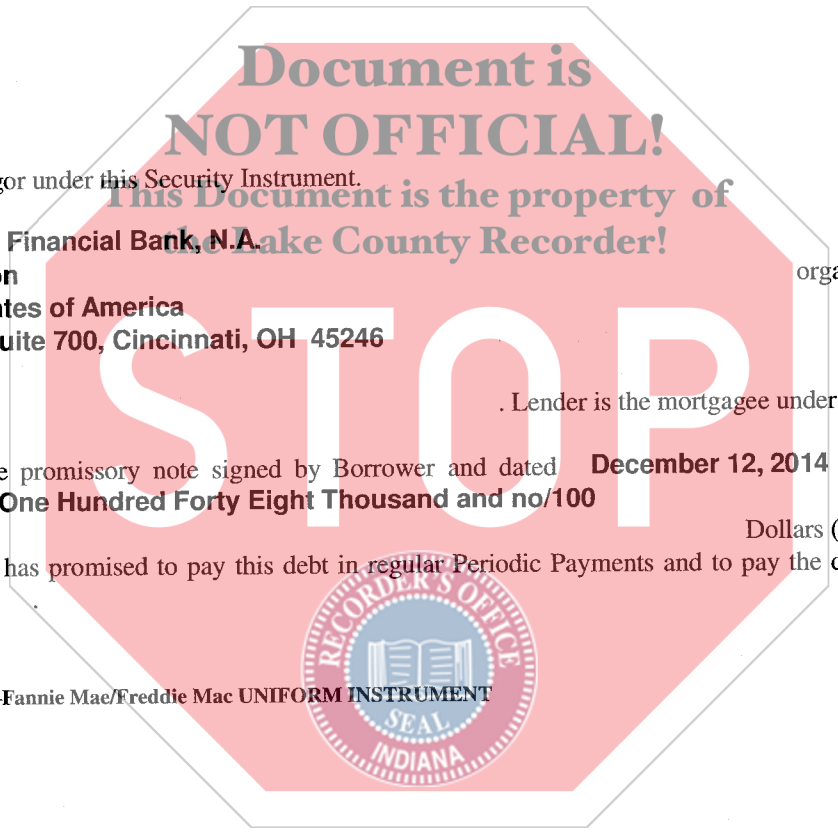 Document is
NOT OFFICIAL!
gor under this Security Instrument.
This Document is the property of
Financial Bank, N.A.
the Lake County Recorder!
on
orga
ates of America
uite 700, Cincinnati, OH 45246
STOP
. Lender is the mortgagee under
e promissory note signed by Borrower and dated December 12, 2014
One Hundred Forty Eight Thousand and no/100
Dollars (
has promised to pay this debt in regular Periodic Payments and to pay the d
RECORDER'S OFFICE
-Fannie Mae/Freddie Mac UNIFORM INSTRUMENT
SEAL
INDIANA